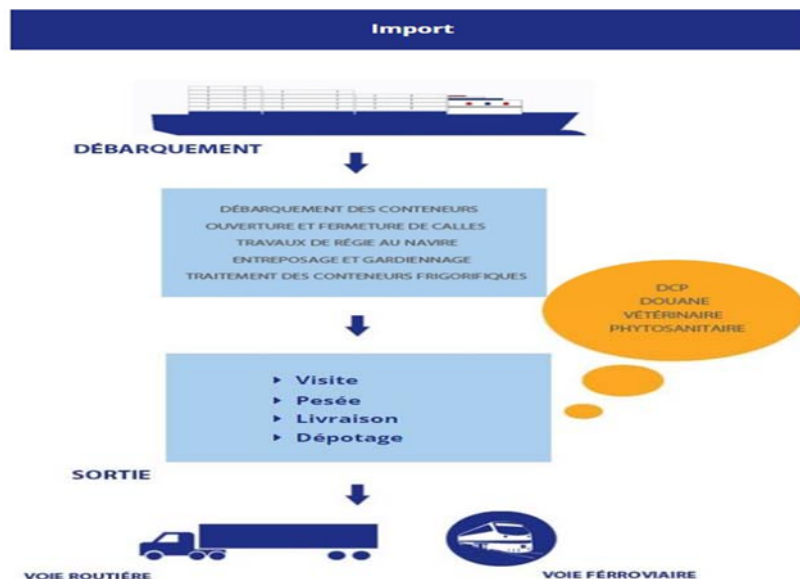 Import
DÉBARQUEMENT
DÉBARQUEMENT DES CONTENEURS
OUVERTURE ET FERMETURE DE CALLES
TRAVAUX DE RÉGIE AU NAVIRE
ENTREPOSAGE ET GARDIENNAGE
TRAITEMENT DES CONTENEURS FRIGORIFIQUES
DCP
DOUANE
VÉTÉRINAIRE
PHYTOSANITAIRE
Visite
Pesée
Livraison
Dépotage
SORTIE
VOIE ROUTIÉRE
VOIE FÉRROVIAIRE